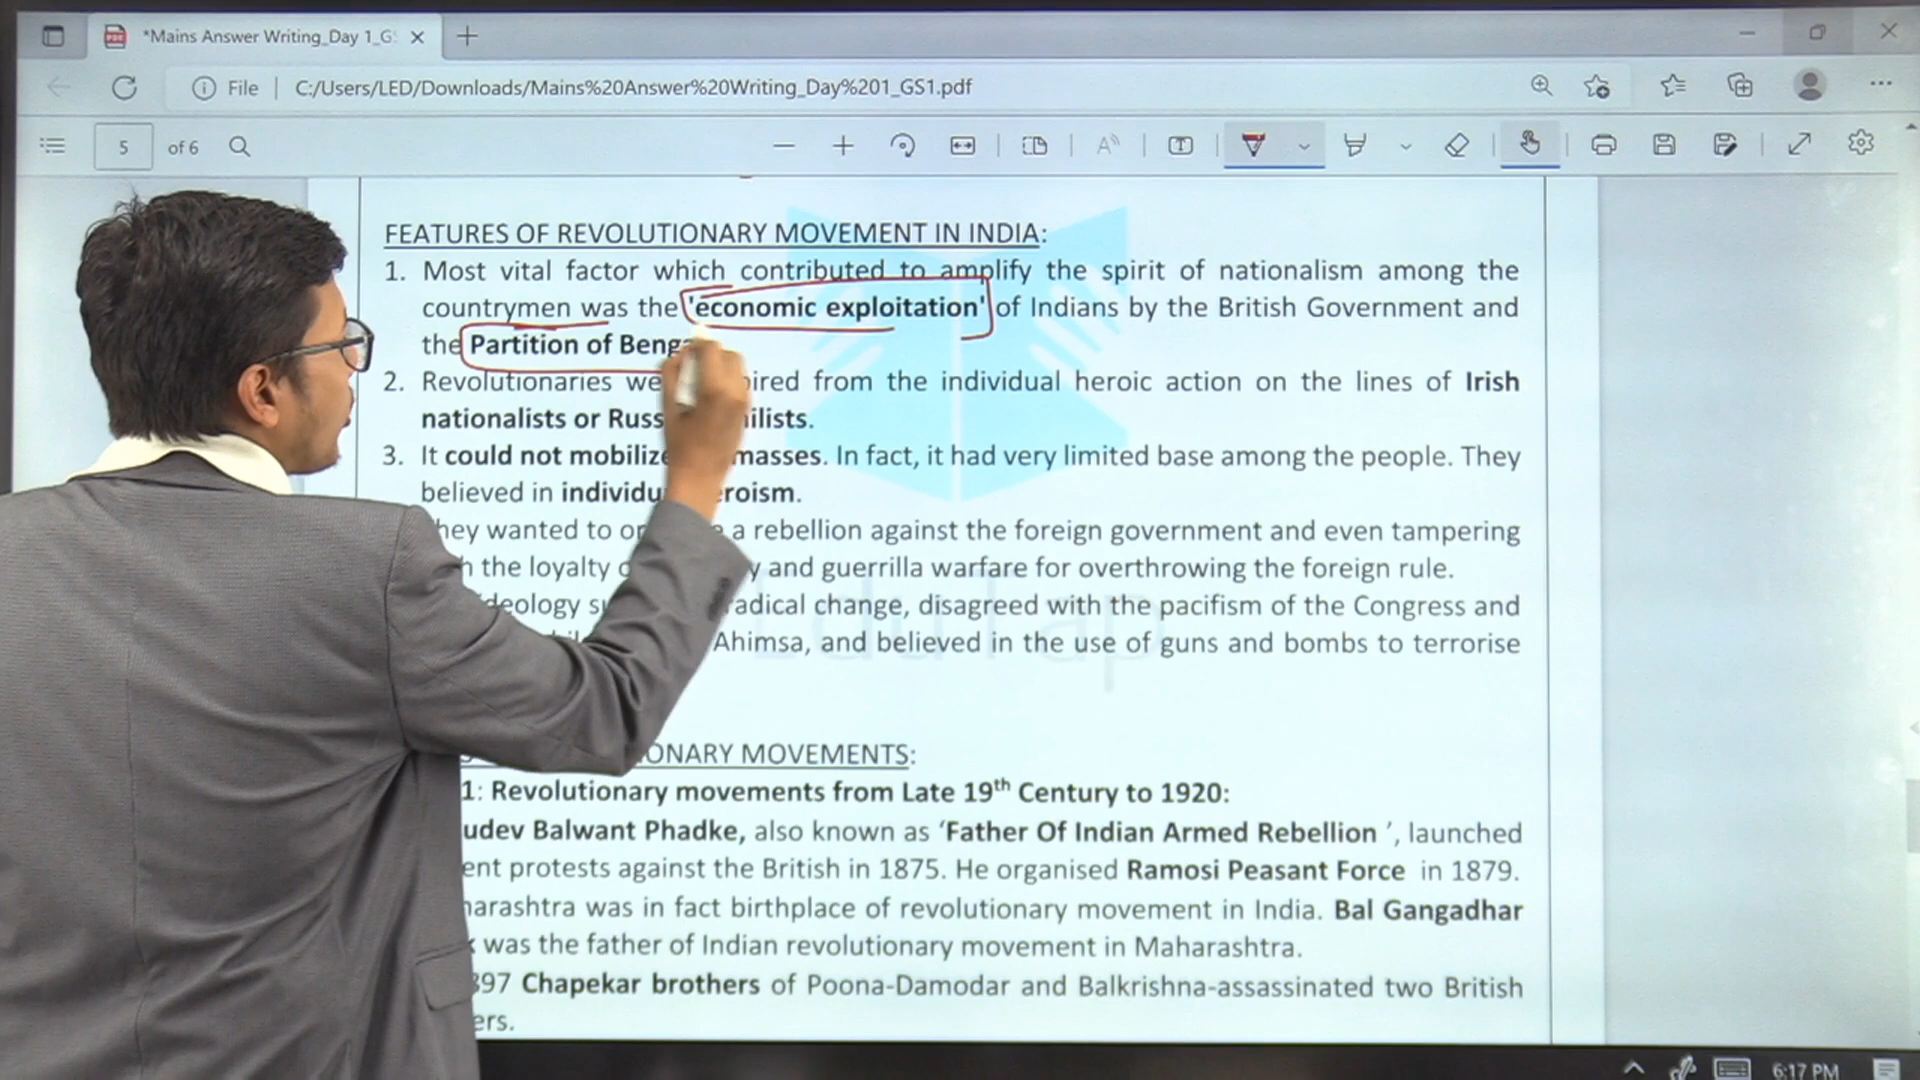 *Mains Answer Writing_Day 1_G
File C:/Users/LED/Downloads/Mains%20Answer%20Writing_Day%201_GS1.pdf
5 of 6
FEATURES OF REVOLUTIONARY MOVEMENT IN INDIA:
1. Most vital factor which contributed to amplify the spirit of nationalism among the
countrymen was the 'economic exploitation' of Indians by the British Government and
the Partition of Beng
2. Revolutionaries we ired from the individual heroic action on the lines of Irish
nationalists or Russ ilists.
3. It could not mobilize masses. In fact, it had very limited base among the people. They
believed in individu roism.
hey wanted to or a rebellion against the foreign government and even tampering
h the loyalty o y and guerrilla warfare for overthrowing the foreign rule.
deology su adical change, disagreed with the pacifism of the Congress and
Ahimsa, and believed in the use of guns and bombs to terrorise
EduTap
ONARY MOVEMENTS:
1: Revolutionary movements from Late 19th Century to 1920:
udev Balwant Phadke, also known as ‘Father Of Indian Armed Rebellion ’, launched
ent protests against the British in 1875. He organised Ramosi Peasant Force in 1879.
harashtra was in fact birthplace of revolutionary movement in India. Bal Gangadhar
k was the father of Indian revolutionary movement in Maharashtra.
897 Chapekar brothers of Poona-Damodar and Balkrishna-assassinated two British
ers.
6:17 PM